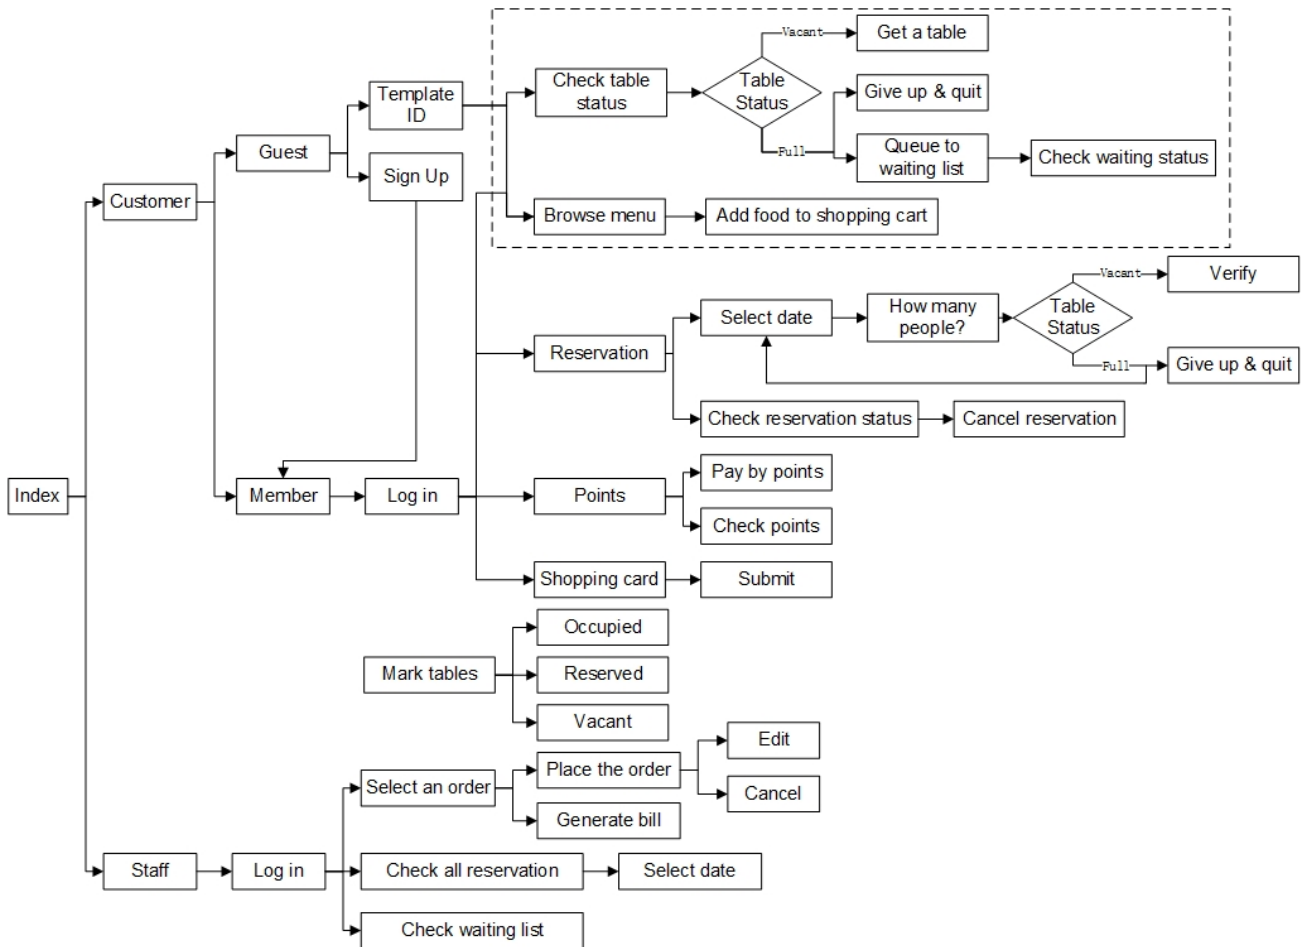 Vacant
Get a table
Check table
status
Table
Status
Give up & quit
Template
ID
Full
Queue to
waiting list
Check waiting status
Guest
Sign Up
Customer
Browse menu
Add food to shopping cart
Vacant
Verify
Select date
How many
people?
Table
Status
Reservation
Full
Give up & quit
Check reservation status
Cancel reservation
Pay by points
Index
Member
Log in
Points
Check points
Shopping card
Submit
Occupied
Mark tables
Reserved
Vacant
Edit
Place the order
Select an order
Cancel
Generate bill
Staff
Log in
Check all reservation
Select date
Check waiting list